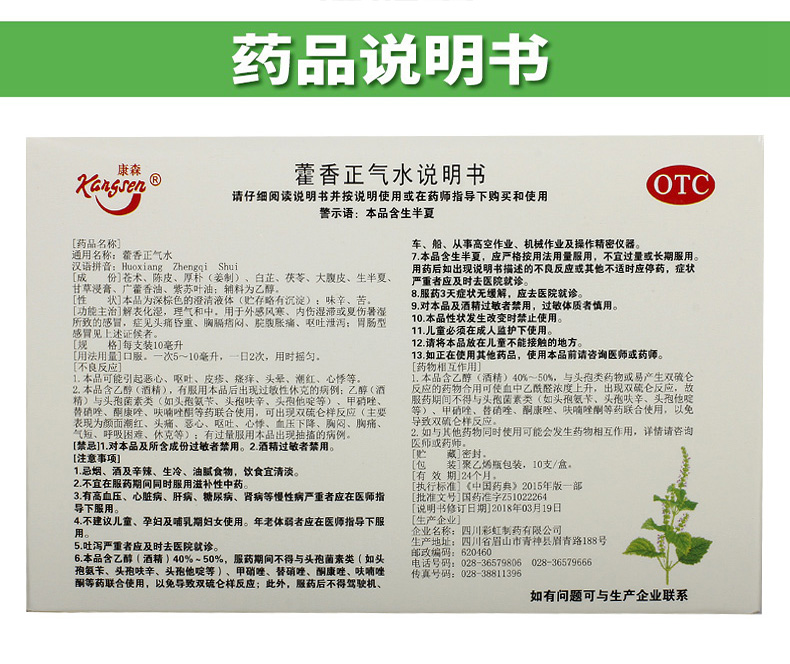 药品说明书
康森
Kangsen®
藿香正气水说明书
请仔细阅读说明书并按说明使用或在药师指导下购买和使用
警示语：本品含生半夏
OTC
[药品名称]
通用名称：藿香正气水
汉语拼音：Huoxiang Zhengqi Shui
[成　份]苍术、陈皮、厚朴（姜制）、白芷、茯苓、大腹皮、生半夏、
甘草浸膏、广藿香油、紫苏叶油；辅料为乙醇。
[性　状]本品为深棕色的澄清液体（贮存略有沉淀）；味辛、苦。
[功能主治]解表化湿，理气和中。用于外感风寒、内伤湿滞或夏伤暑湿
所致的感冒，症见头痛昏重、胸膈痞闷、脘腹胀痛、呕吐泄泻；胃肠型
感冒见上述证候者。
[规　格]每支装10毫升
[用法用量]口服。一次5～10毫升，一日2次，用时摇匀。
[不良反应]
1.本品可能引起恶心、呕吐、皮疹、瘙痒、头晕、潮红、心悸等。
2.本品含乙醇（酒精），有服用本品后出现过敏性休克的病例；乙醇（酒
精）与头孢菌素类（如头孢氨苄、头孢呋辛、头孢他啶等）、甲硝唑、
替硝唑、酮康唑、呋喃唑酮等药联合使用，可出现双硫仑样反应（主要
表现为颜面潮红、头痛、恶心、呕吐、心悸、血压下降、胸闷、胸痛、
气短、呼吸困难、休克等）；有过量服用本品出现抽搐的病例。
[禁忌]1.对本品及所含成份过敏者禁用。2.酒精过敏者禁用。
[注意事项]
1.忌烟、酒及辛辣、生冷、油腻食物，饮食宜清淡。
2.不宜在服药期间同时服用滋补性中药。
3.有高血压、心脏病、肝病、糖尿病、肾病等慢性病严重者应在医师指
导下服用。
4.不建议儿童、孕妇及哺乳期妇女使用。年老体弱者应在医师指导下服
用。
5.吐泻严重者应及时去医院就诊。
6.本品含乙醇（酒精）40%～50%，服药期间不得与头孢菌素类（如头
孢氨苄、头孢呋辛、头孢他啶等）、甲硝唑、替硝唑、酮康唑、呋喃唑
酮等药联合使用，以免导致双硫仑样反应；此外，服药后不得驾驶机、
车、船、从事高空作业、机械作业及操作精密仪器。
7.本品含生半夏，应严格按用法用量服用，不宜过量或长期服用。
用药后如出现说明书描述的不良反应或其他不适时应停药，症状
严重者应及时去医院就诊。
8.服药3天症状无缓解，应去医院就诊。
9.对本品及酒精过敏者禁用，过敏体质者慎用。
10.本品性状发生改变时禁止使用。
11.儿童必须在成人监护下使用。
12.请将本品放在儿童不能接触的地方。
13.如正在使用其他药品，使用本品前请咨询医师或药师。
[药物相互作用]
1.本品含乙醇（酒精）40%～50%，与头孢类药物或易产生双硫仑
反应的药物合用可使血中乙酰醛浓度上升，出现双硫仑反应，故
服药期间不得与头孢菌素类（如头孢氨苄、头孢呋辛、头孢他啶
等）、甲硝唑、替硝唑、酮康唑、呋喃唑酮等药联合使用，以免
导致双硫仑样反应。
2.如与其他药物同时使用可能会发生药物相互作用，详情请咨询
医师或药师。
[贮　藏]密封。
[包　装]聚乙烯瓶包装，10支/盒。
[有 效 期]24个月。
[执行标准]《中国药典》2015年版一部
[批准文号]国药准字Z51022264
[说明书修订日期]2018年03月19日
[生产企业]
企业名称：四川彩虹制药有限公司
生产地址：四川省眉山市青神县眉青路188号
邮政编码：620460
电话号码：028-36579806　028-36579666
传真号码：028-38811396
如有问题可与生产企业联系